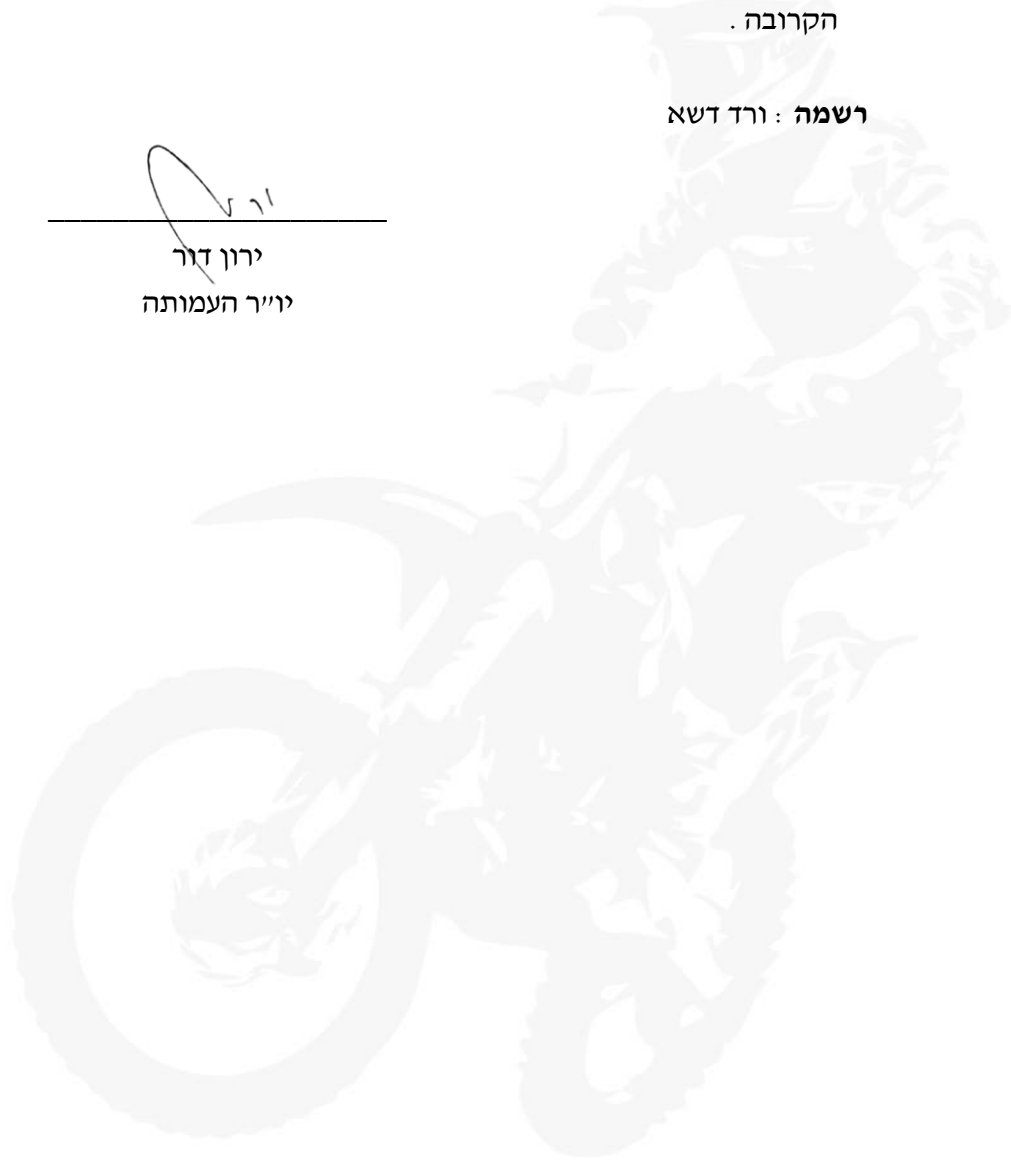 הקרובה .
רשמה : ורד דשא
ירון דור
יו״ר העמותה